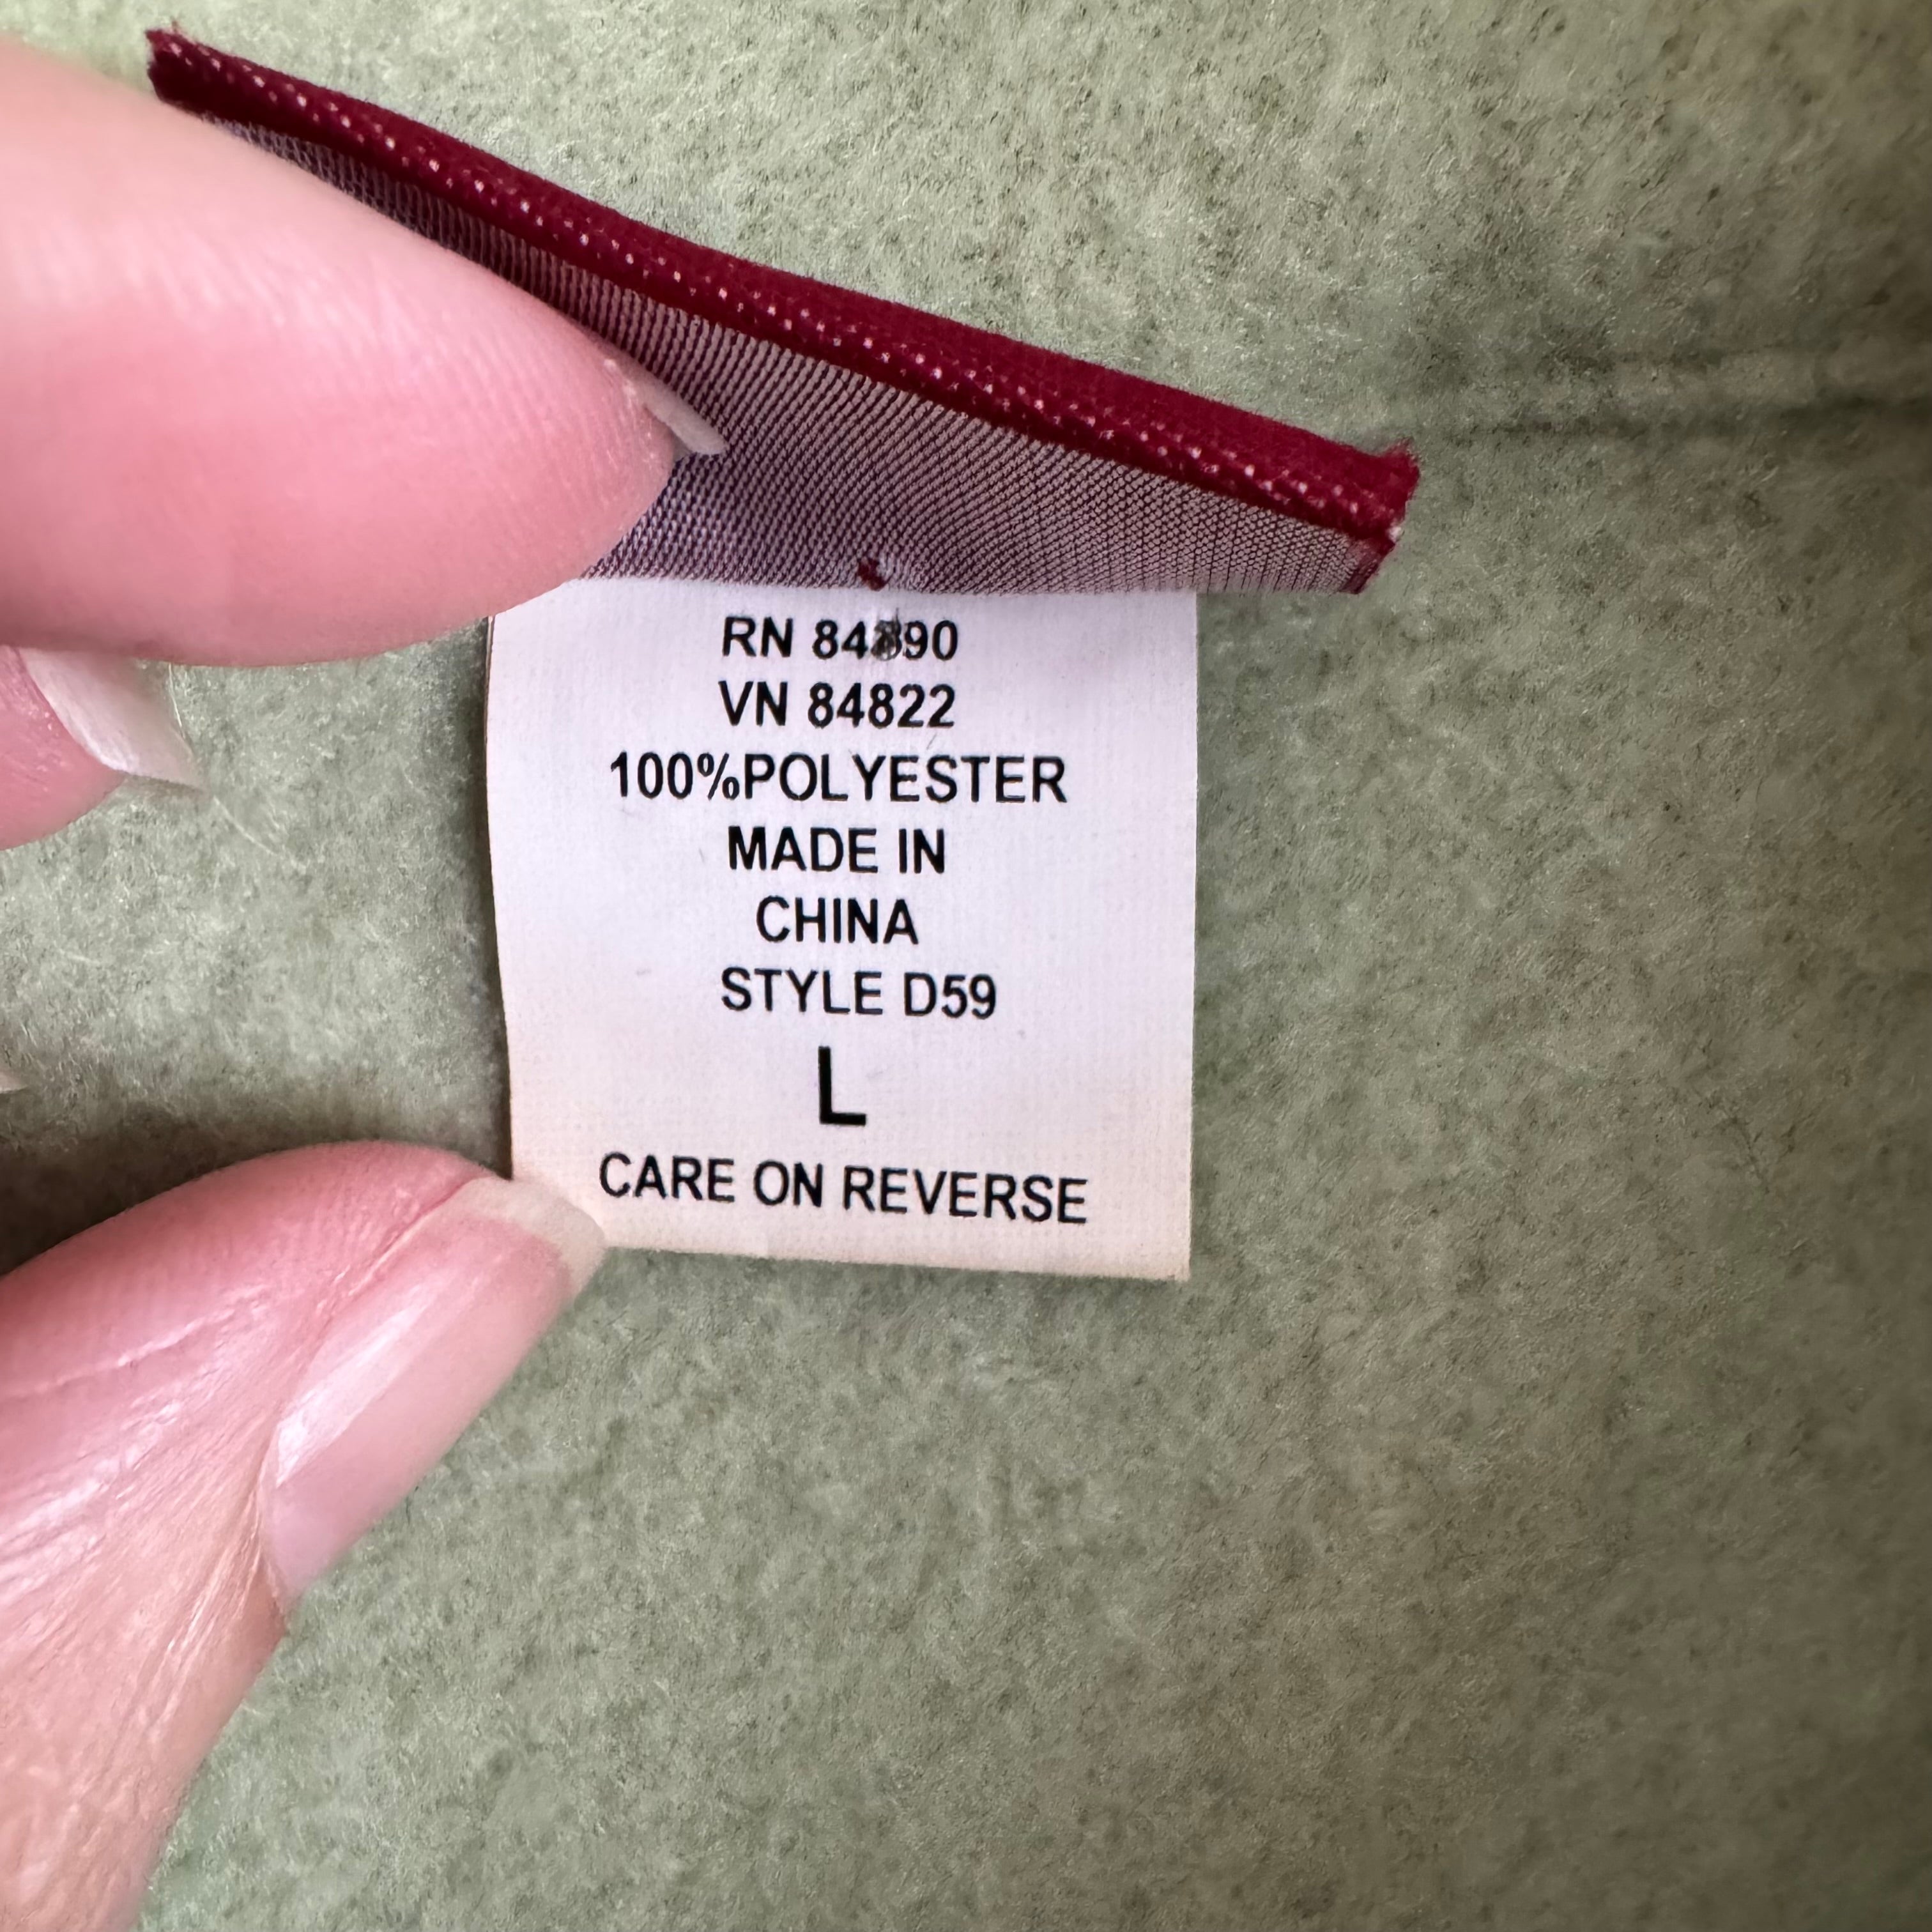 RN
VN 84822
100%POLYESTER
MADE IN
CHINA
STYLE D59
L
CARE ON REVERSE